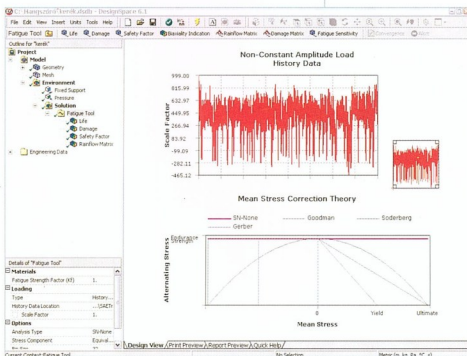 File Edit View Insert Units Tools Help
Fatigue Tool Life Damage Safety Factor Biaxiality Indication Rainflow Matrix Damage Matrix Fatigue Sensitivity
Outline for "kemik"
Project
Model
Geometry
Mesh
Environment
Fixed Support
Pressure
Solution
Fatigue Tool
Life
Damage
Safety Factor
Rainflow Matrix
Engineering Data
Details of "Fatigue Tool"
Materials
Fatigue Strength Factor (Kf) 1.
Loading
Type History...
History Data Location
Scale Factor 1.
Options
Analysis Type SN-None
Stress Component Equival...
Non-Constant Amplitude Load
History Data
Scale Factor
999.00
815.99
632.97
449.95
266.94
-99.09
-282.11
-465.12
Mean Stress Correction Theory
SN-None Goodman Soderberg
Gerber
Alternating Stress
Endurance
Strength
0 Yield Ultimate
Mean Stress
Design View Print Preview Report Preview Quick Help
No Selection